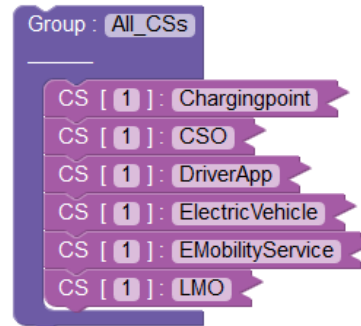 Group : All_CSs
CS [ 1 ] : Chargingpoint
CS [ 1 ] : CSO
CS [ 1 ] : DriverApp
CS [ 1 ] : ElectricVehicle
CS [ 1 ] : EMobilityService
CS [ 1 ] : LMO